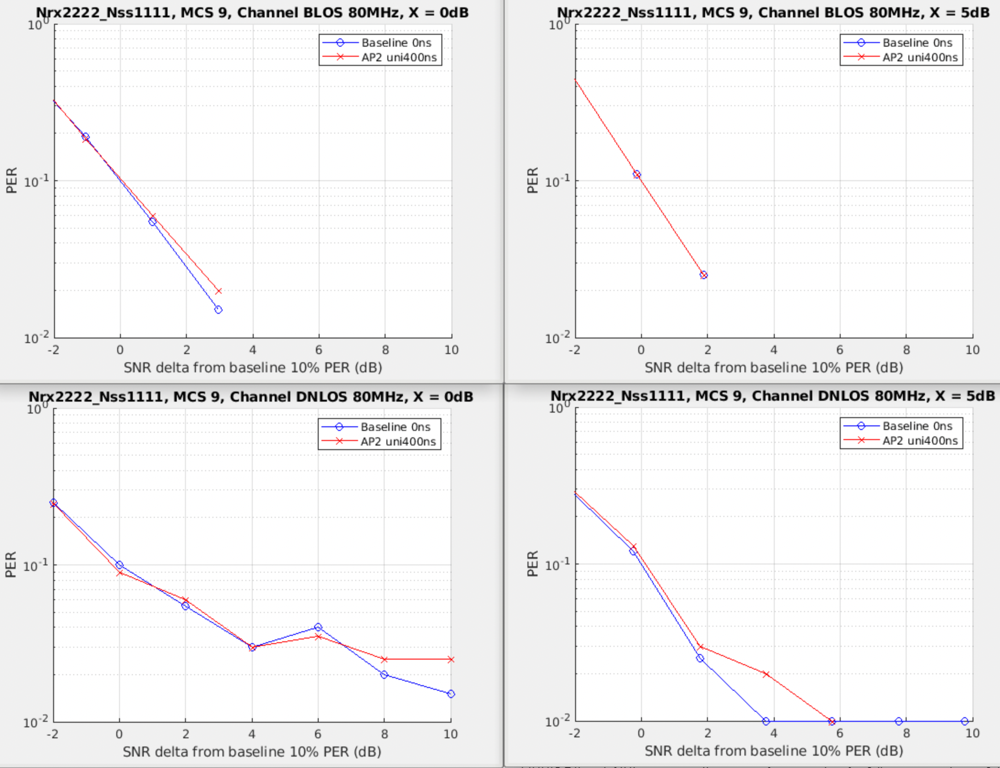 Nrx2222_Nss1111, MCS 9, Channel BLOS 80MHz, X = 0dB
10^0
10^-1
10^-2
PER
Baseline 0ns
AP2 uni400ns
-2 0 2 4 6 8 10
SNR delta from baseline 10% PER (dB)
Nrx2222_Nss1111, MCS 9, Channel BLOS 80MHz, X = 5dB
10^0
10^-1
10^-2
PER
Baseline 0ns
AP2 uni400ns
-2 0 2 4 6 8 10
SNR delta from baseline 10% PER (dB)
Nrx2222_Nss1111, MCS 9, Channel DNLOS 80MHz, X = 0dB
10^0
10^-1
10^-2
PER
Baseline 0ns
AP2 uni400ns
-2 0 2 4 6 8 10
SNR delta from baseline 10% PER (dB)
Nrx2222_Nss1111, MCS 9, Channel DNLOS 80MHz, X = 5dB
10^0
10^-1
10^-2
PER
Baseline 0ns
AP2 uni400ns
-2 0 2 4 6 8 10
SNR delta from baseline 10% PER (dB)